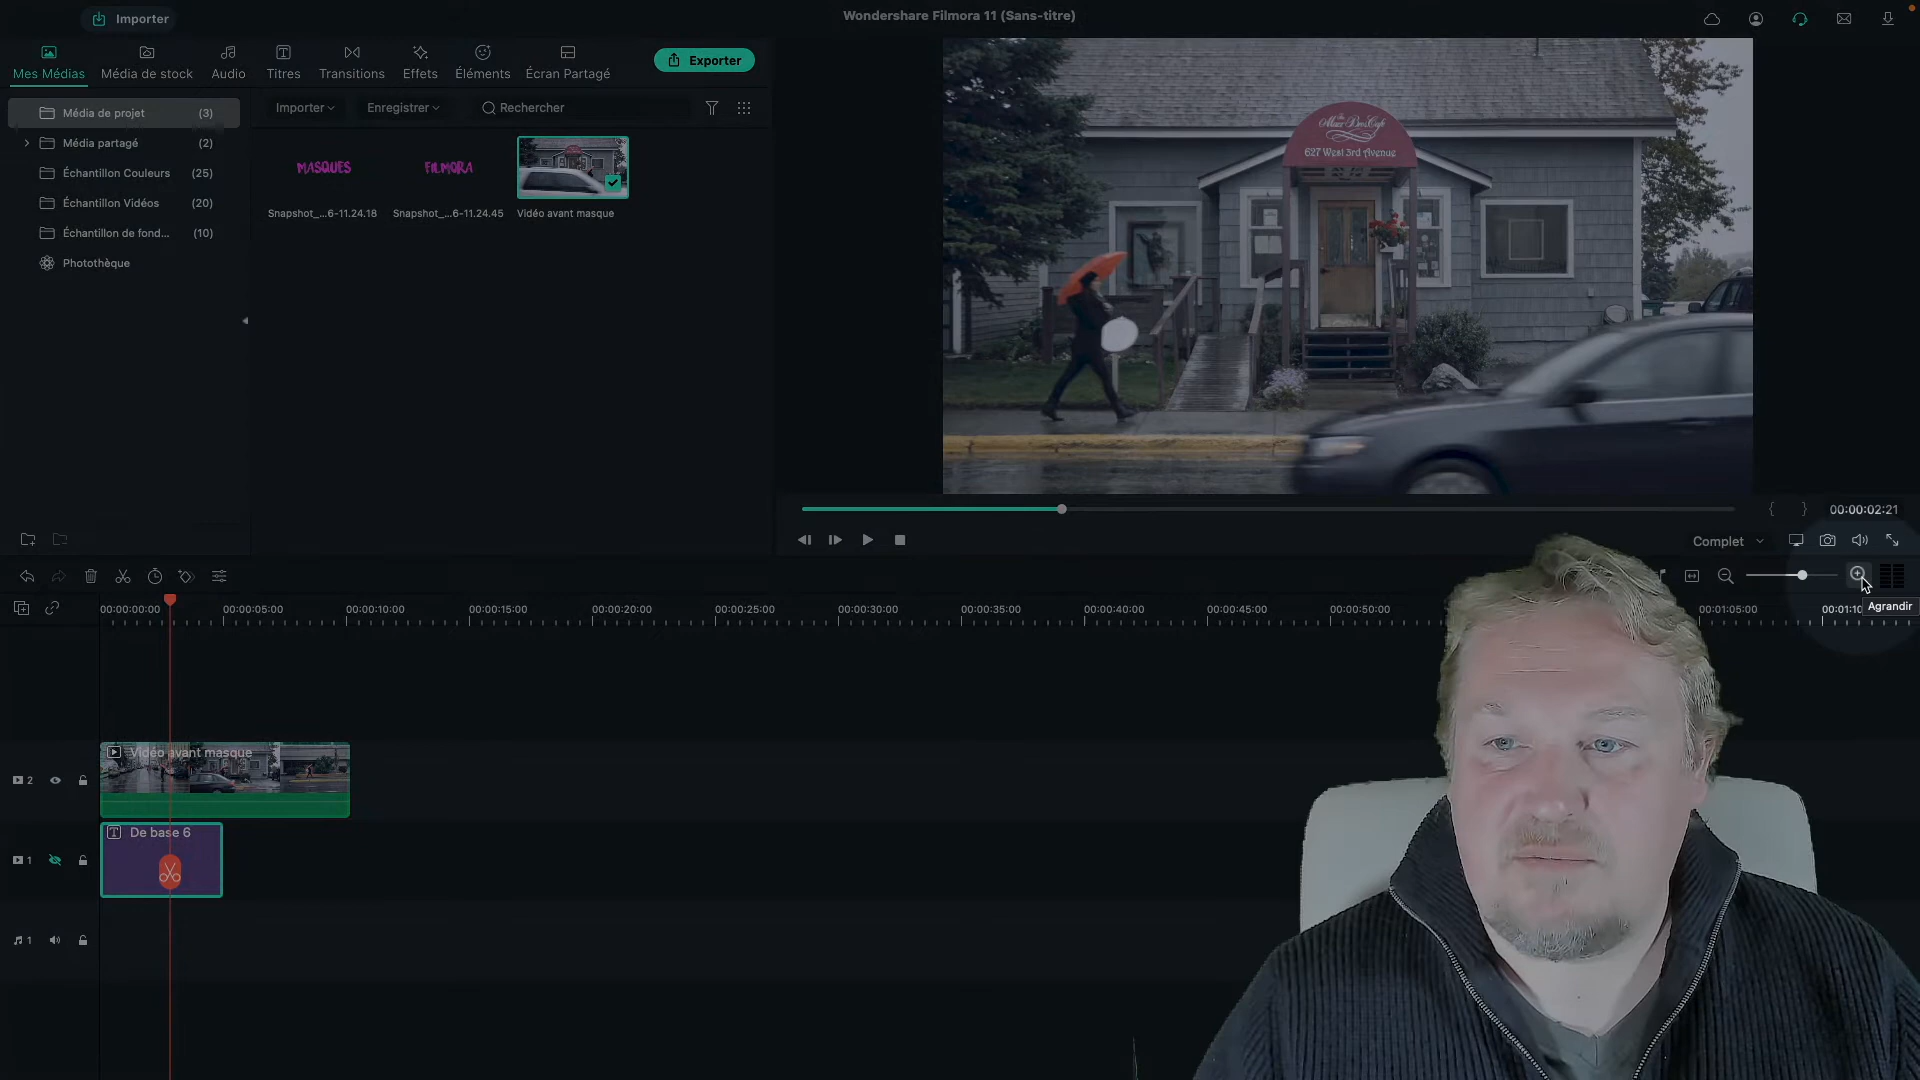 Importer
Wondershare Filmora 11 (Sans-titre)
Mes Médias
Média de stock
Audio
Titres
Transitions
Effets
Éléments
Écran Partagé
Exporter
Média de projet (3)
Média partagé (2)
Échantillon Couleurs (25)
Échantillon Vidéos (20)
Échantillon de fond... (10)
Photothèque
Importer
Enregistrer
Rechercher
MASQUES
FILMORA
Snapshot_...6-11.24.18
Snapshot_...6-11.24.45
Vidéo avant masque
627 West 3rd Avenue
00:00:02:21
Complet
Agrandir
00:00:00:00
00:00:05:00
00:00:10:00
00:00:15:00
00:00:20:00
00:00:25:00
00:00:30:00
00:00:35:00
00:00:40:00
00:00:45:00
00:00:50:00
00:01:05:00
00:01:10
Vidéo avant masque
2
De base 6
1
1